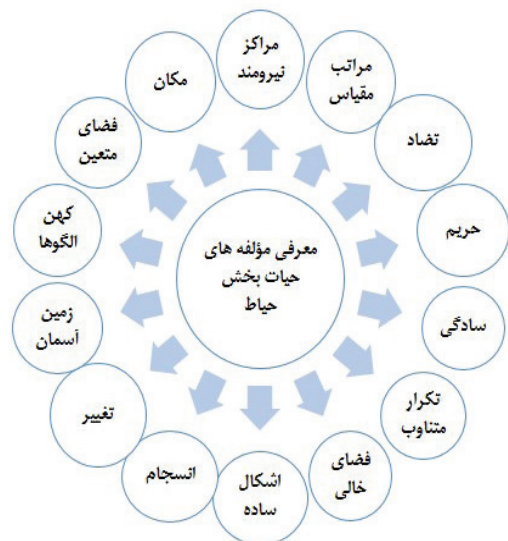 معرفی مؤلفه های
حیات بخش
حیاط
مراکز
نیرومند
مراتب
مقیاس
تضاد
حریم
سادگی
تکرار
متناوب
فضای
خالی
اشکال
ساده
انسجام
تغییر
زمین
آسمان
کهن
الگوها
فضای
متعین
مکان